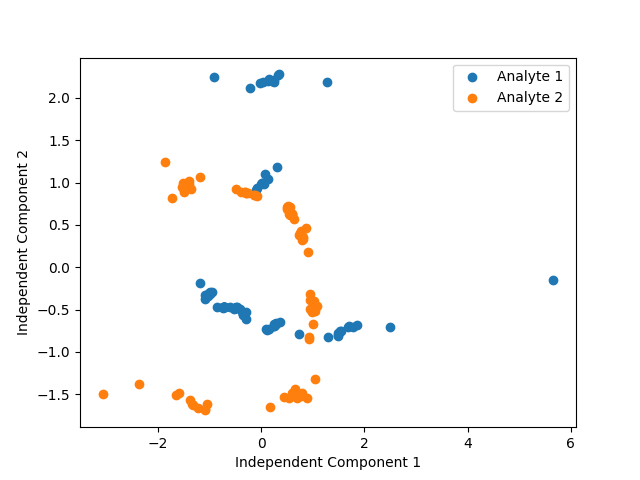 Analyte 1
Analyte 2
2.0
1.5
1.0
0.5
0.0
−0.5
−1.0
−1.5
−2 0 2 4 6
Independent Component 1
Independent Component 2